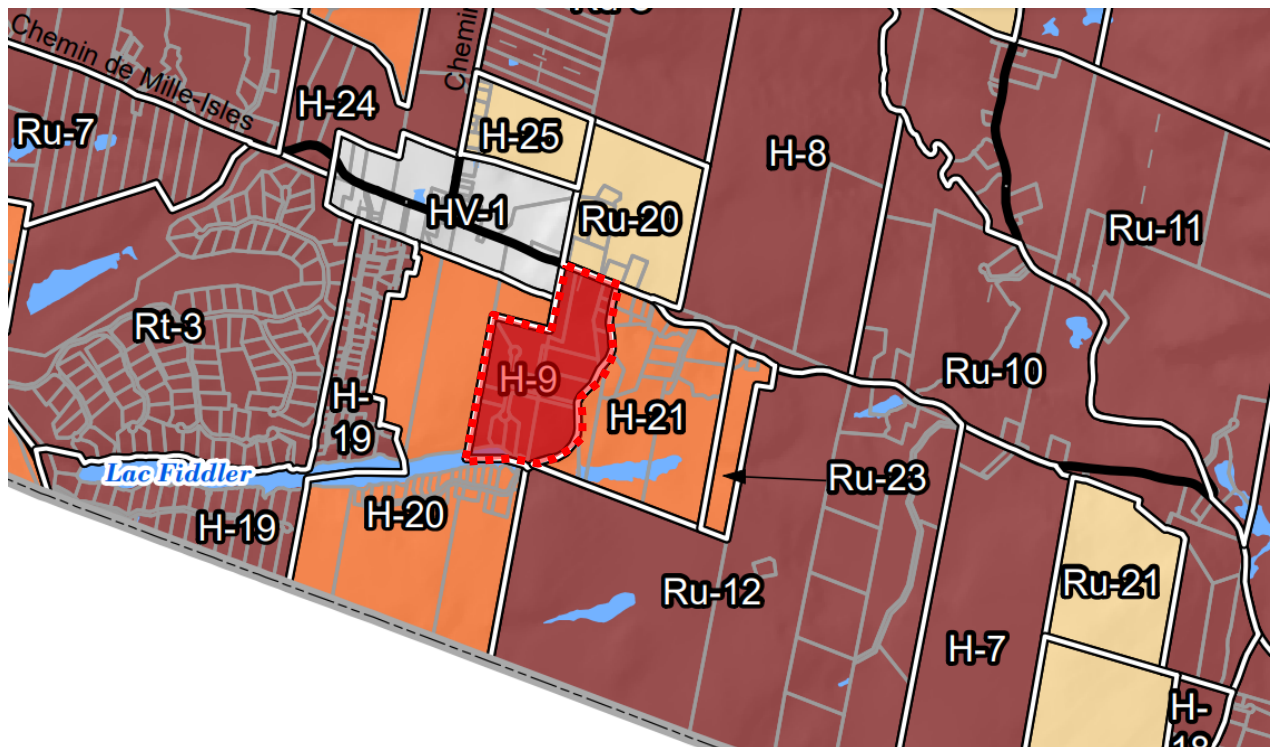 Chemin de Mille-Isles
Chemin
H-24
Ru-7
H-25
H-8
HV-1
Ru-20
Ru-11
Rt-3
H-9
Ru-10
H-
19
H-21
Lac Fiddler
Ru-23
H-20
H-19
Ru-12
Ru-21
H-7
H-
18